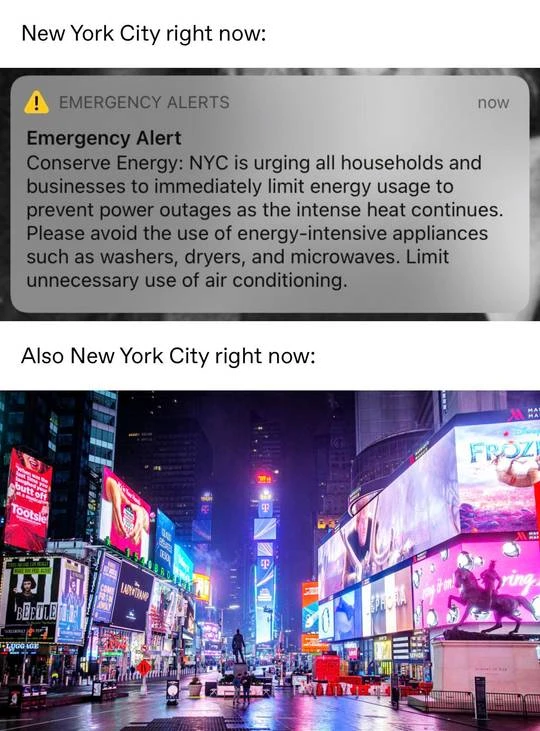 New York City right now:
EMERGENCY ALERTS
now
Emergency Alert
Conserve Energy: NYC is urging all households and
businesses to immediately limit energy usage to
prevent power outages as the intense heat continues.
Please avoid the use of energy-intensive appliances
such as washers, dryers, and microwaves. Limit
unnecessary use of air conditioning.
Also New York City right now:
FROZ
butt off
Tootsie
LADY & TRAMP
BEETLE
SEPHORA
ring
LUGGAGE